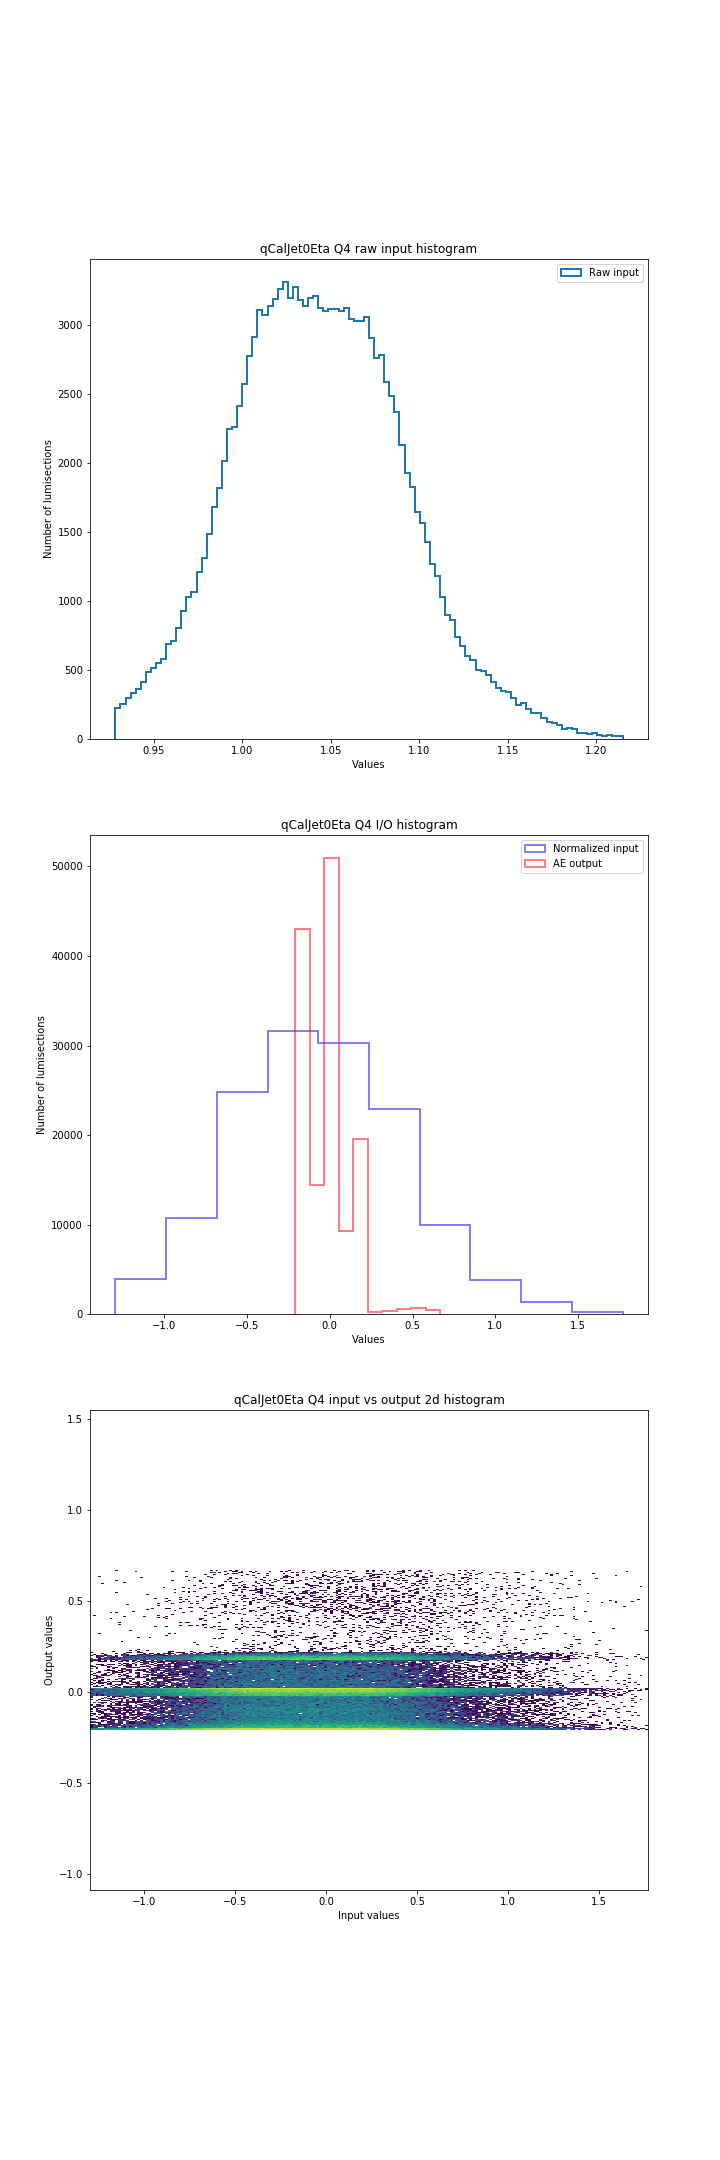 qCalJet0Eta Q4 raw input histogram
Raw input
3000
2500
2000
1500
1000
500
0
Number of lumisections
0.95 1.00 1.05 1.10 1.15 1.20
Values
qCalJet0Eta Q4 I/O histogram
Normalized input
AE output
50000
40000
30000
20000
10000
0
Number of lumisections
−1.0 −0.5 0.0 0.5 1.0 1.5
Values
qCalJet0Eta Q4 input vs output 2d histogram
1.5
1.0
0.5
0.0
−0.5
−1.0
Output values
−1.0 −0.5 0.0 0.5 1.0 1.5
Input values